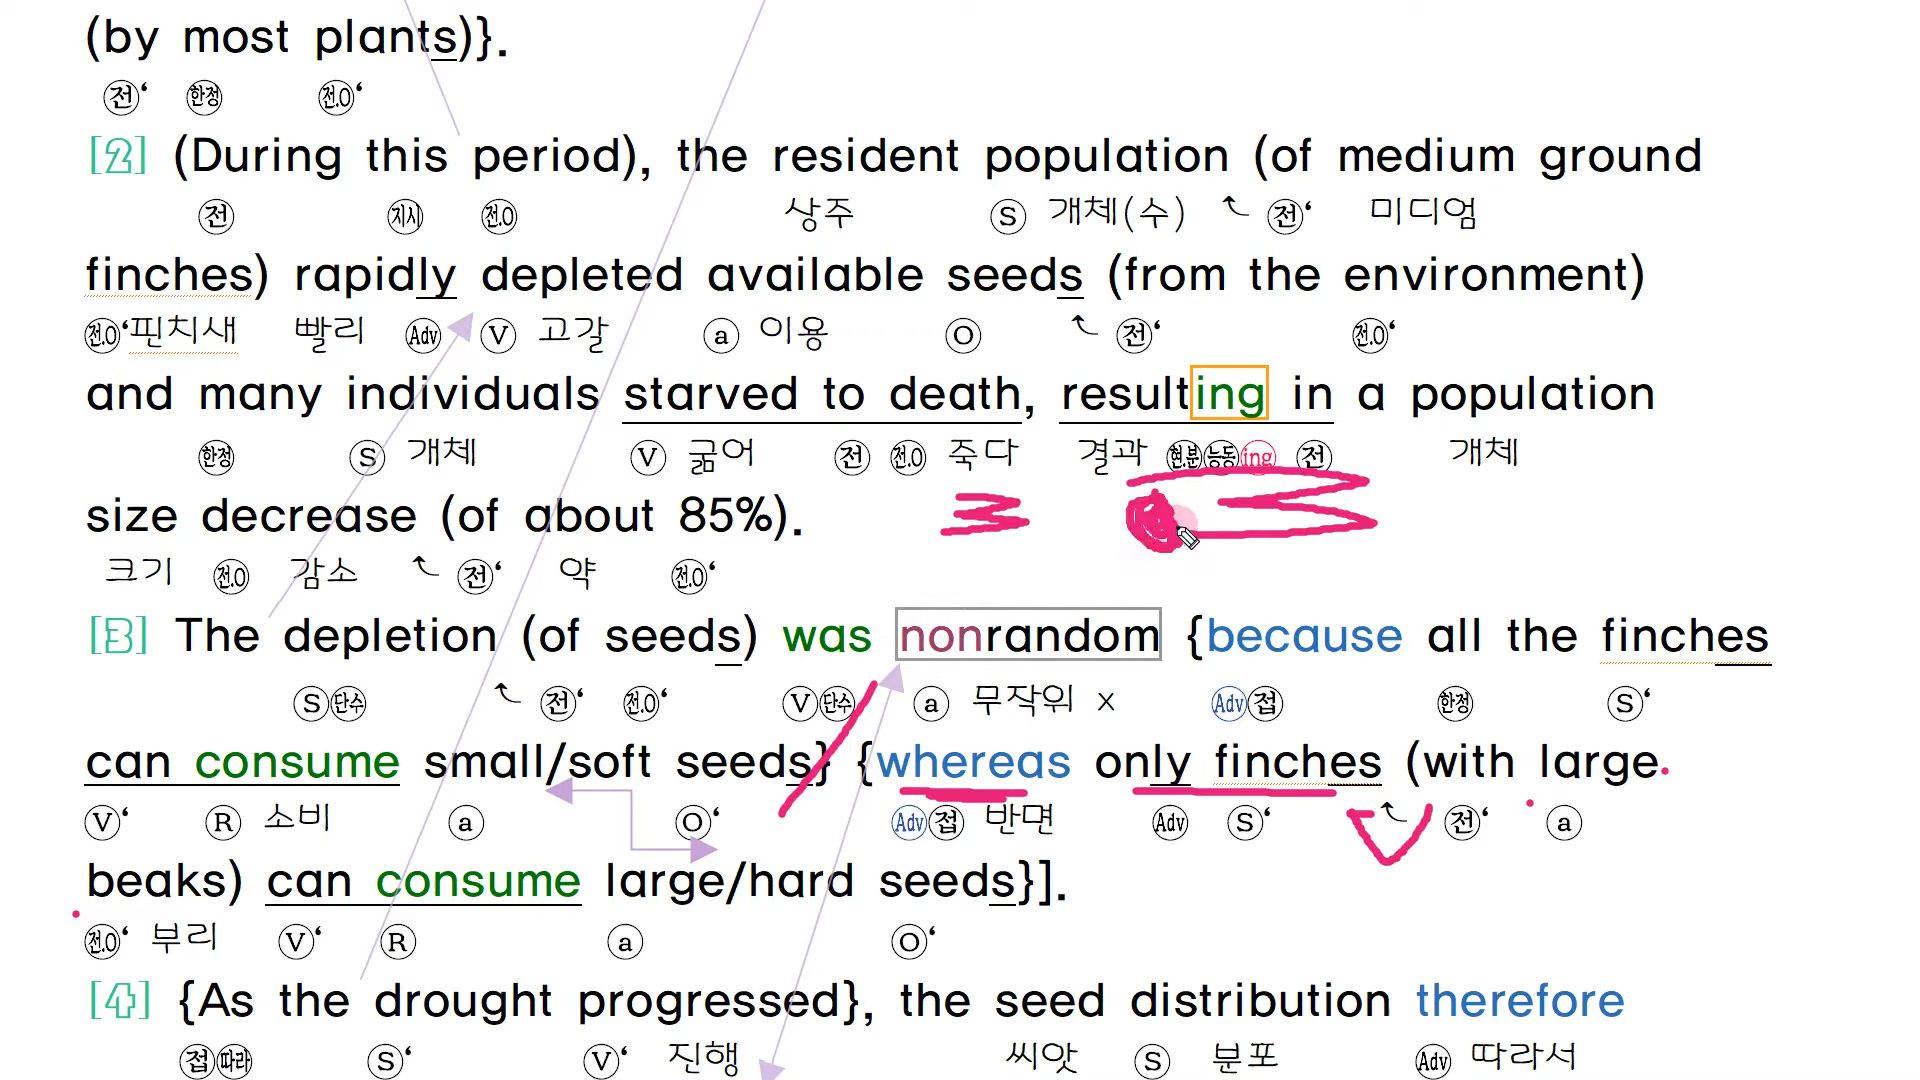 (by most plants)}.
전‘ 한정 전.O‘
[2] (During this period), the resident population (of medium ground
전 지시 전.O 상주 S 개체(수) 전‘ 미디엄
finches) rapidly depleted available seeds (from the environment)
전.O‘ 핀치새 빨리 Adv V 고갈 a 이용 O 전‘ 전.O‘
and many individuals starved to death, resulting in a population
한정 S 개체 V 굶어 전 전.O 죽다 결과 현.분 능동 ing 전 개체
size decrease (of about 85%).
크기 전.O 감소 전‘ 약 전.O‘
[3] The depletion (of seeds) was nonrandom {because all the finches
S 단수 전‘ 전.O‘ V 단수 a 무작위 x Adv 접 한정 S‘
can consume small/soft seeds} {whereas only finches (with large
V‘ R 소비 a O‘ Adv 접 반면 Adv S‘ 전‘ a
beaks) can consume large/hard seeds}].
전.O‘ 부리 V‘ R a O‘
[4] {As the drought progressed}, the seed distribution therefore
접 따라 S‘ V‘ 진행 씨앗 S 분포 Adv 따라서